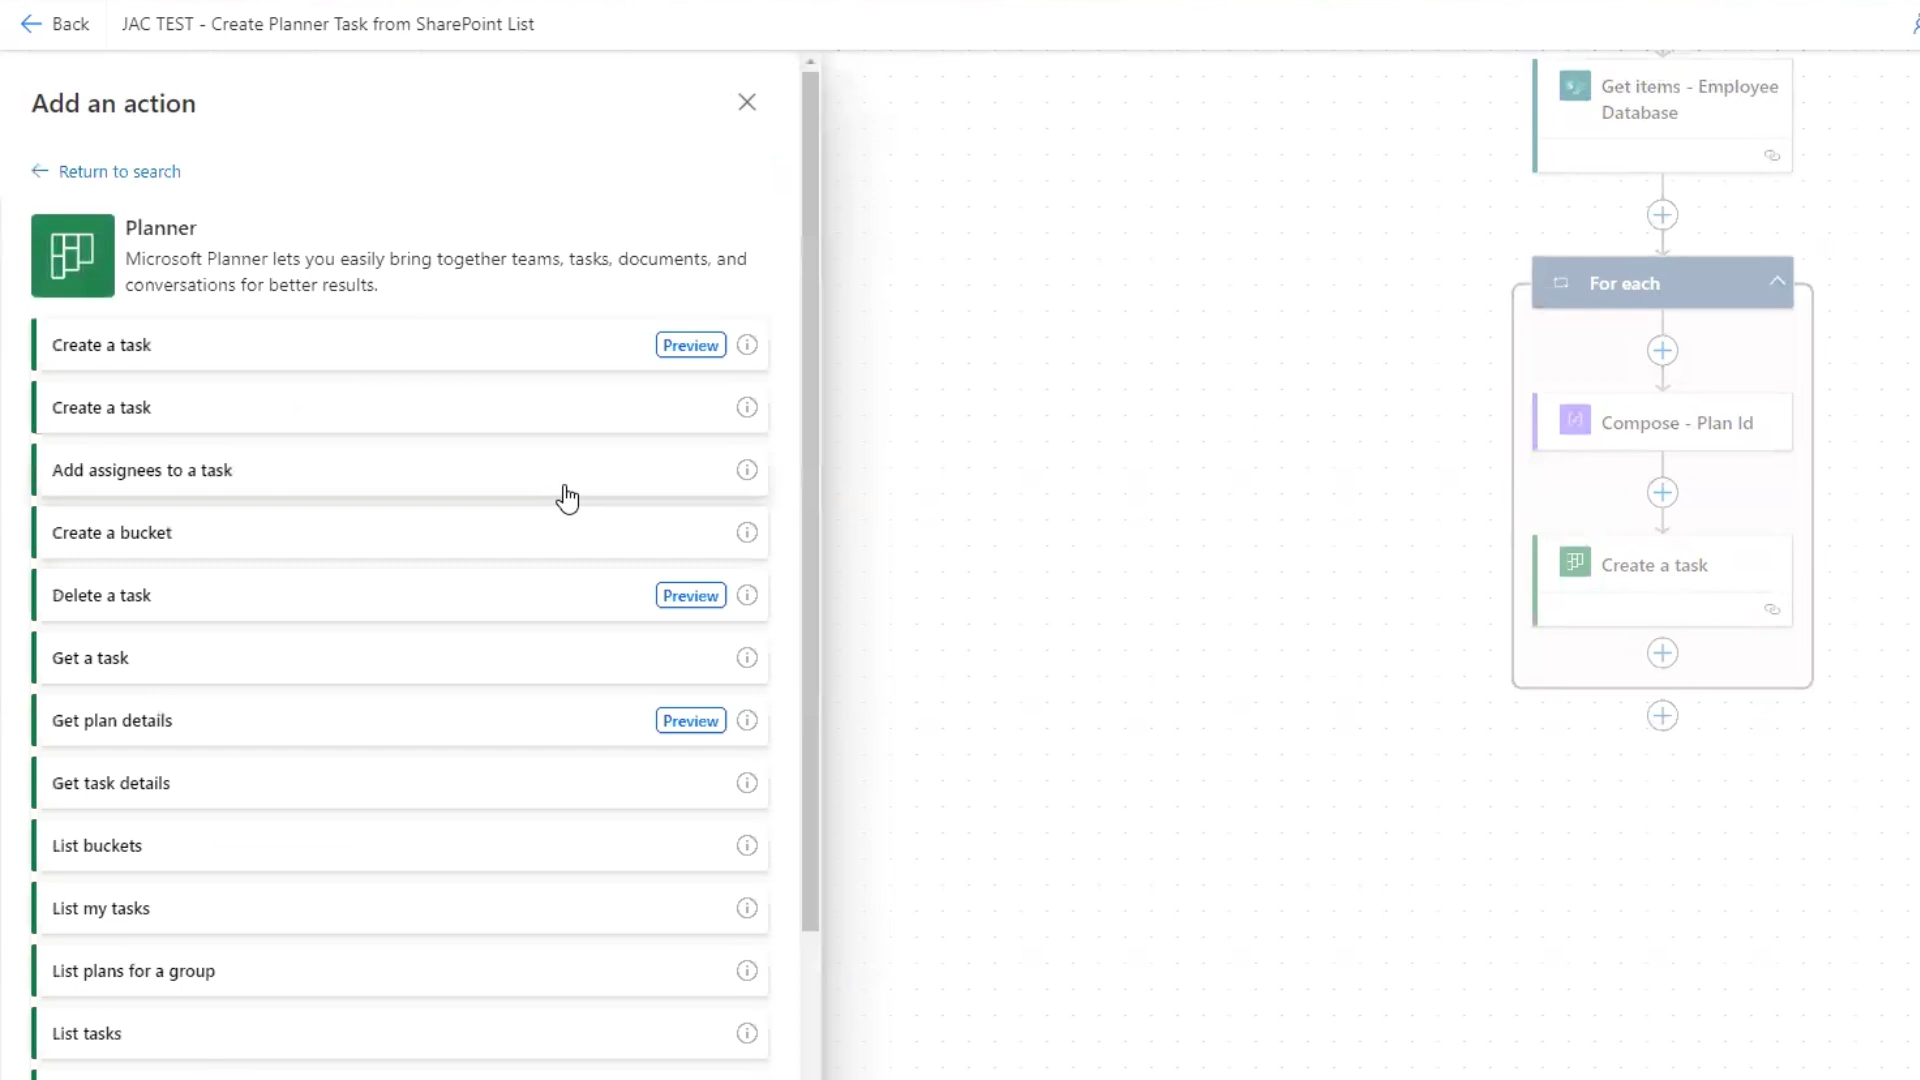 Back
JAC TEST - Create Planner Task from SharePoint List
Add an action
Return to search
Planner
Microsoft Planner lets you easily bring together teams, tasks, documents, and
conversations for better results.
Create a task
Preview
Create a task
Add assignees to a task
Create a bucket
Delete a task
Preview
Get a task
Get plan details
Preview
Get task details
List buckets
List my tasks
List plans for a group
List tasks
Get items - Employee
Database
For each
Compose - Plan Id
Create a task